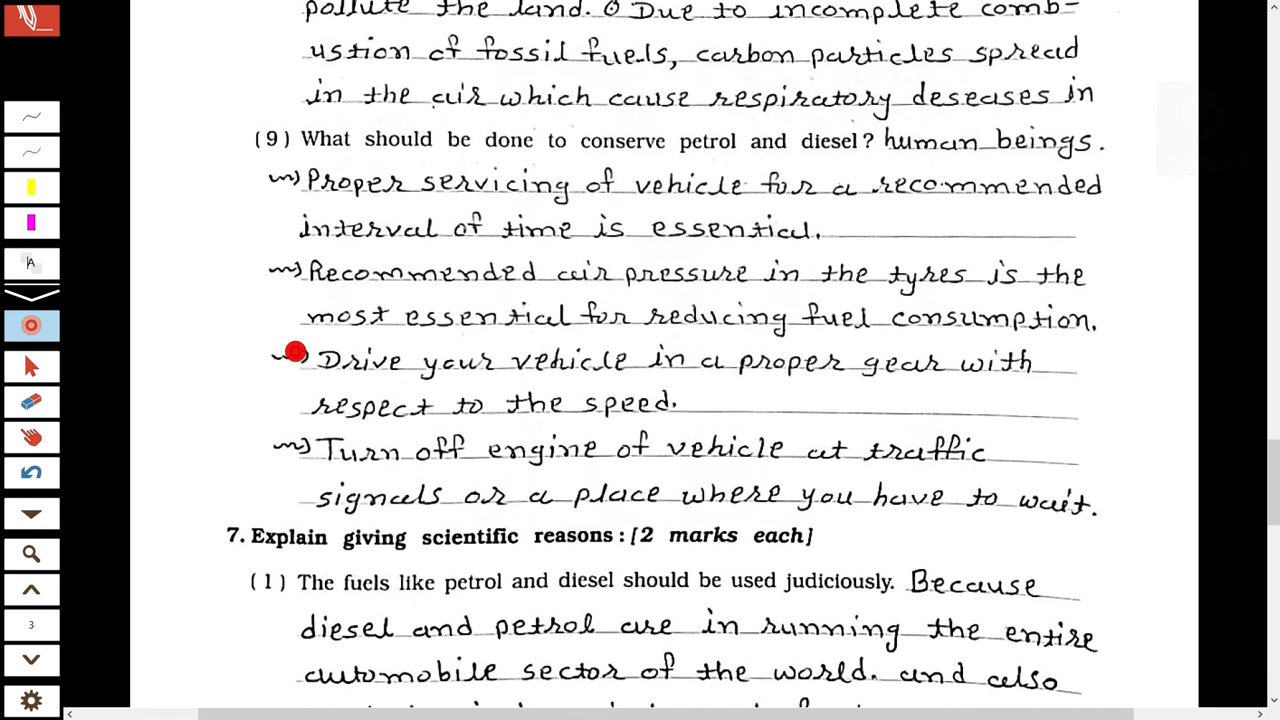 pollute the land. Due to incomplete comb-
ustion of fossil fuels, carbon particles spread
in the air which cause respiratory deseases in
(9) What should be done to conserve petrol and diesel? human beings.
Proper servicing of vehicle for a recommended
interval of time is essential.
Recommended air pressure in the tyres is the
most essential for reducing fuel consumption.
Drive your vehicle in a proper gear with
respect to the speed.
Turn off engine of vehicle at traffic
signals or a place where you have to wait.
7. Explain giving scientific reasons : [2 marks each]
(1) The fuels like petrol and diesel should be used judiciously. Because
diesel and petrol are in running the entire
automobile sector of the world. and also
A
3